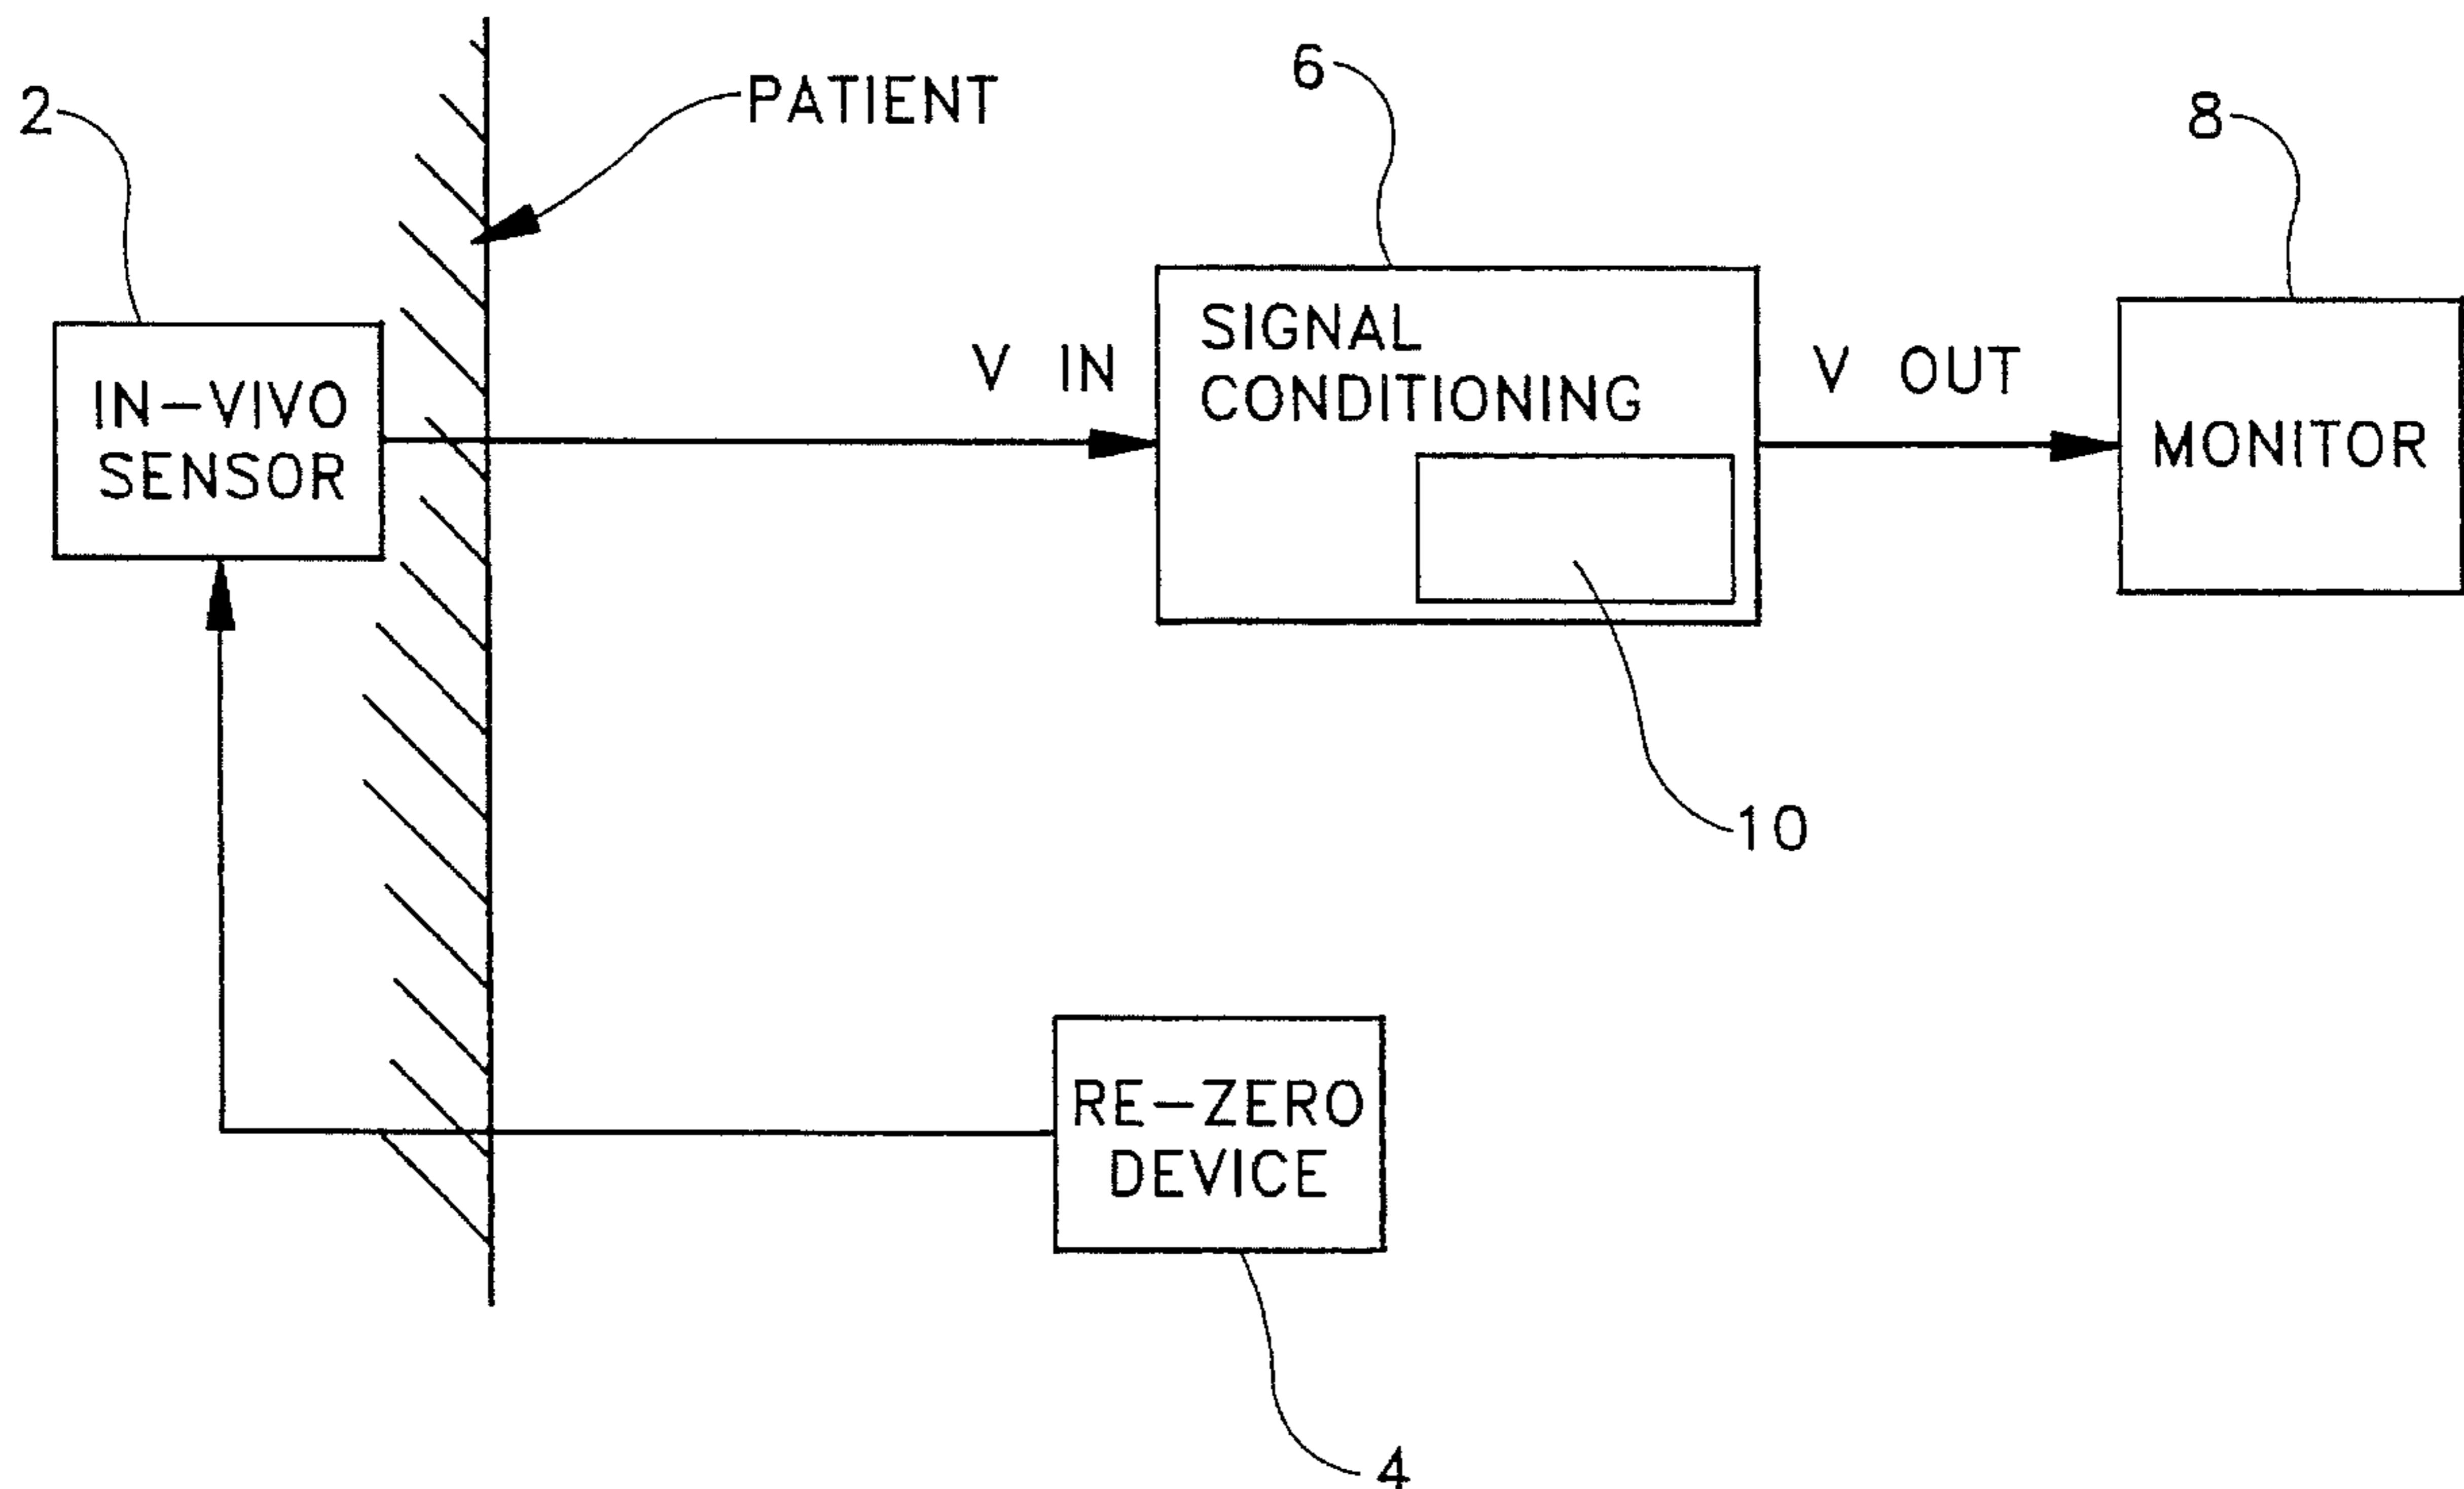 6
2
PATIENT
8
SIGNAL
CONDITIONING
V IN
V OUT
IN-VIVO
SENSOR
MONITOR
10
RE-ZERO
DEVICE
4